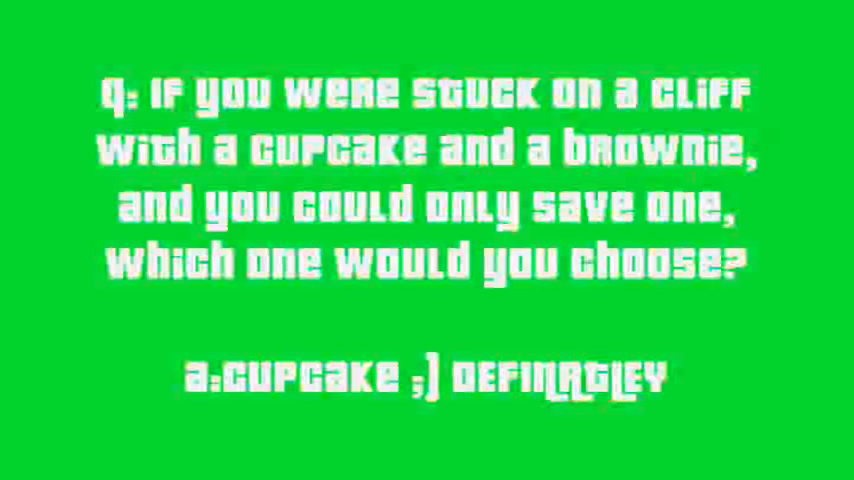 Q: IF YOU WERE STUCK ON A CLIFF
WITH A CUPCAKE AND A BROWNIE,
AND YOU COULD ONLY SAVE ONE,
WHICH ONE WOULD YOU CHOOSE?
A:CUPCAKE ;) DEFINATLEY